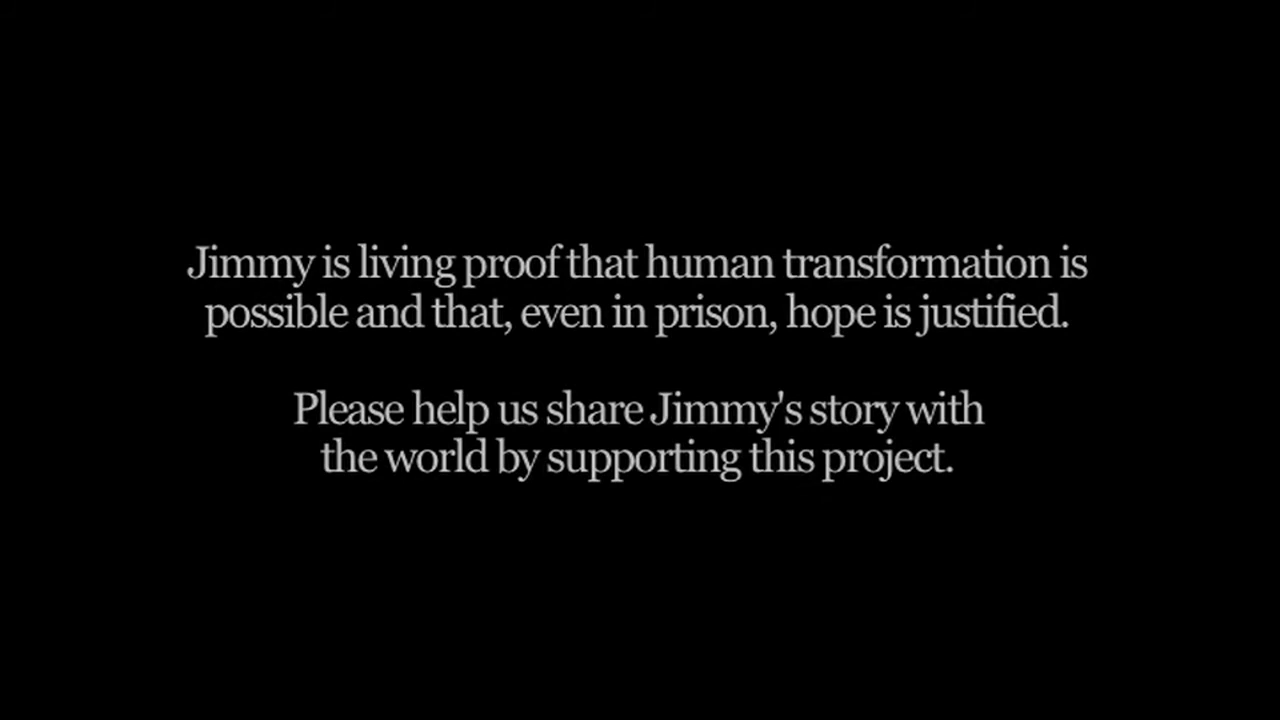 Jimmy is living proof that human transformation is
possible and that, even in prison, hope is justified.
Please help us share Jimmy's story with
the world by supporting this project.